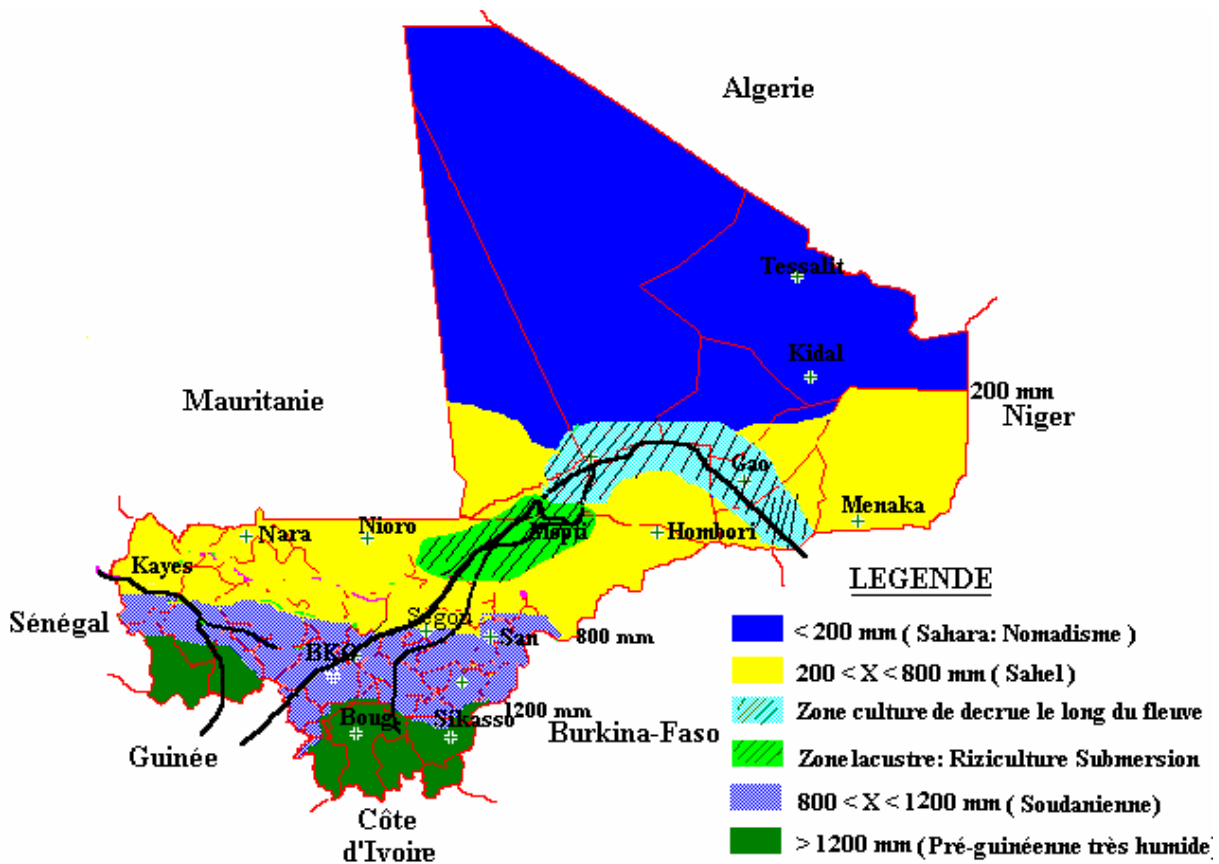 Algerie
Tessalit
Kidal
200 mm
Mauritanie
Niger
Gao
Menaka
Nara
Nioro
Mopti
Hombori
Kayes
LEGENDE
Sénégal
Segou
San
800 mm
< 200 mm ( Sahara: Nomadisme )
BKO
200 < X < 800 mm ( Sahel)
Boug
Sikasso
1200 mm
Zone culture de decrue le long du fleuve
Burkina-Faso
Guinée
Zone lacustre: Riziculture Submersion
800 < X < 1200 mm ( Soudanienne)
Côte
d'Ivoire
> 1200 mm (Pré-guinéenne très humide)